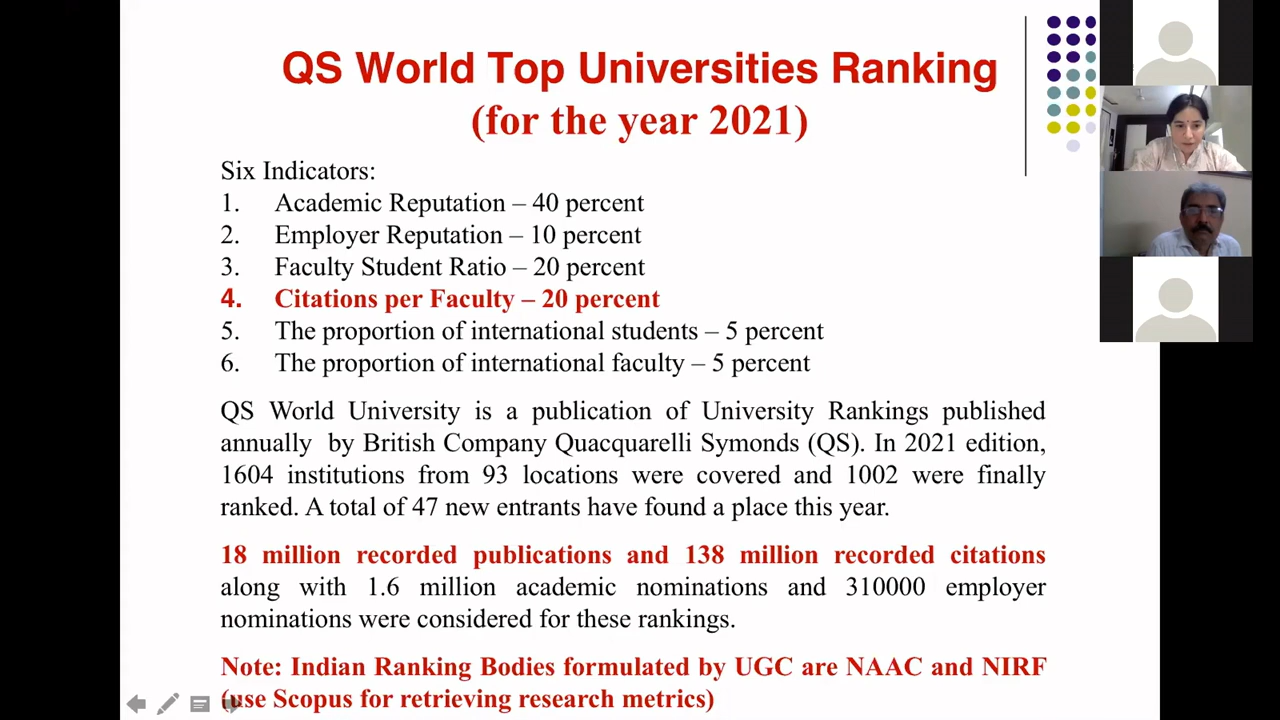 QS World Top Universities Ranking
(for the year 2021)
Six Indicators:
1. Academic Reputation – 40 percent
2. Employer Reputation – 10 percent
3. Faculty Student Ratio – 20 percent
4. Citations per Faculty – 20 percent
5. The proportion of international students – 5 percent
6. The proportion of international faculty – 5 percent
QS World University is a publication of University Rankings published
annually by British Company Quacquarelli Symonds (QS). In 2021 edition,
1604 institutions from 93 locations were covered and 1002 were finally
ranked. A total of 47 new entrants have found a place this year.
18 million recorded publications and 138 million recorded citations
along with 1.6 million academic nominations and 310000 employer
nominations were considered for these rankings.
Note: Indian Ranking Bodies formulated by UGC are NAAC and NIRF
(use Scopus for retrieving research metrics)